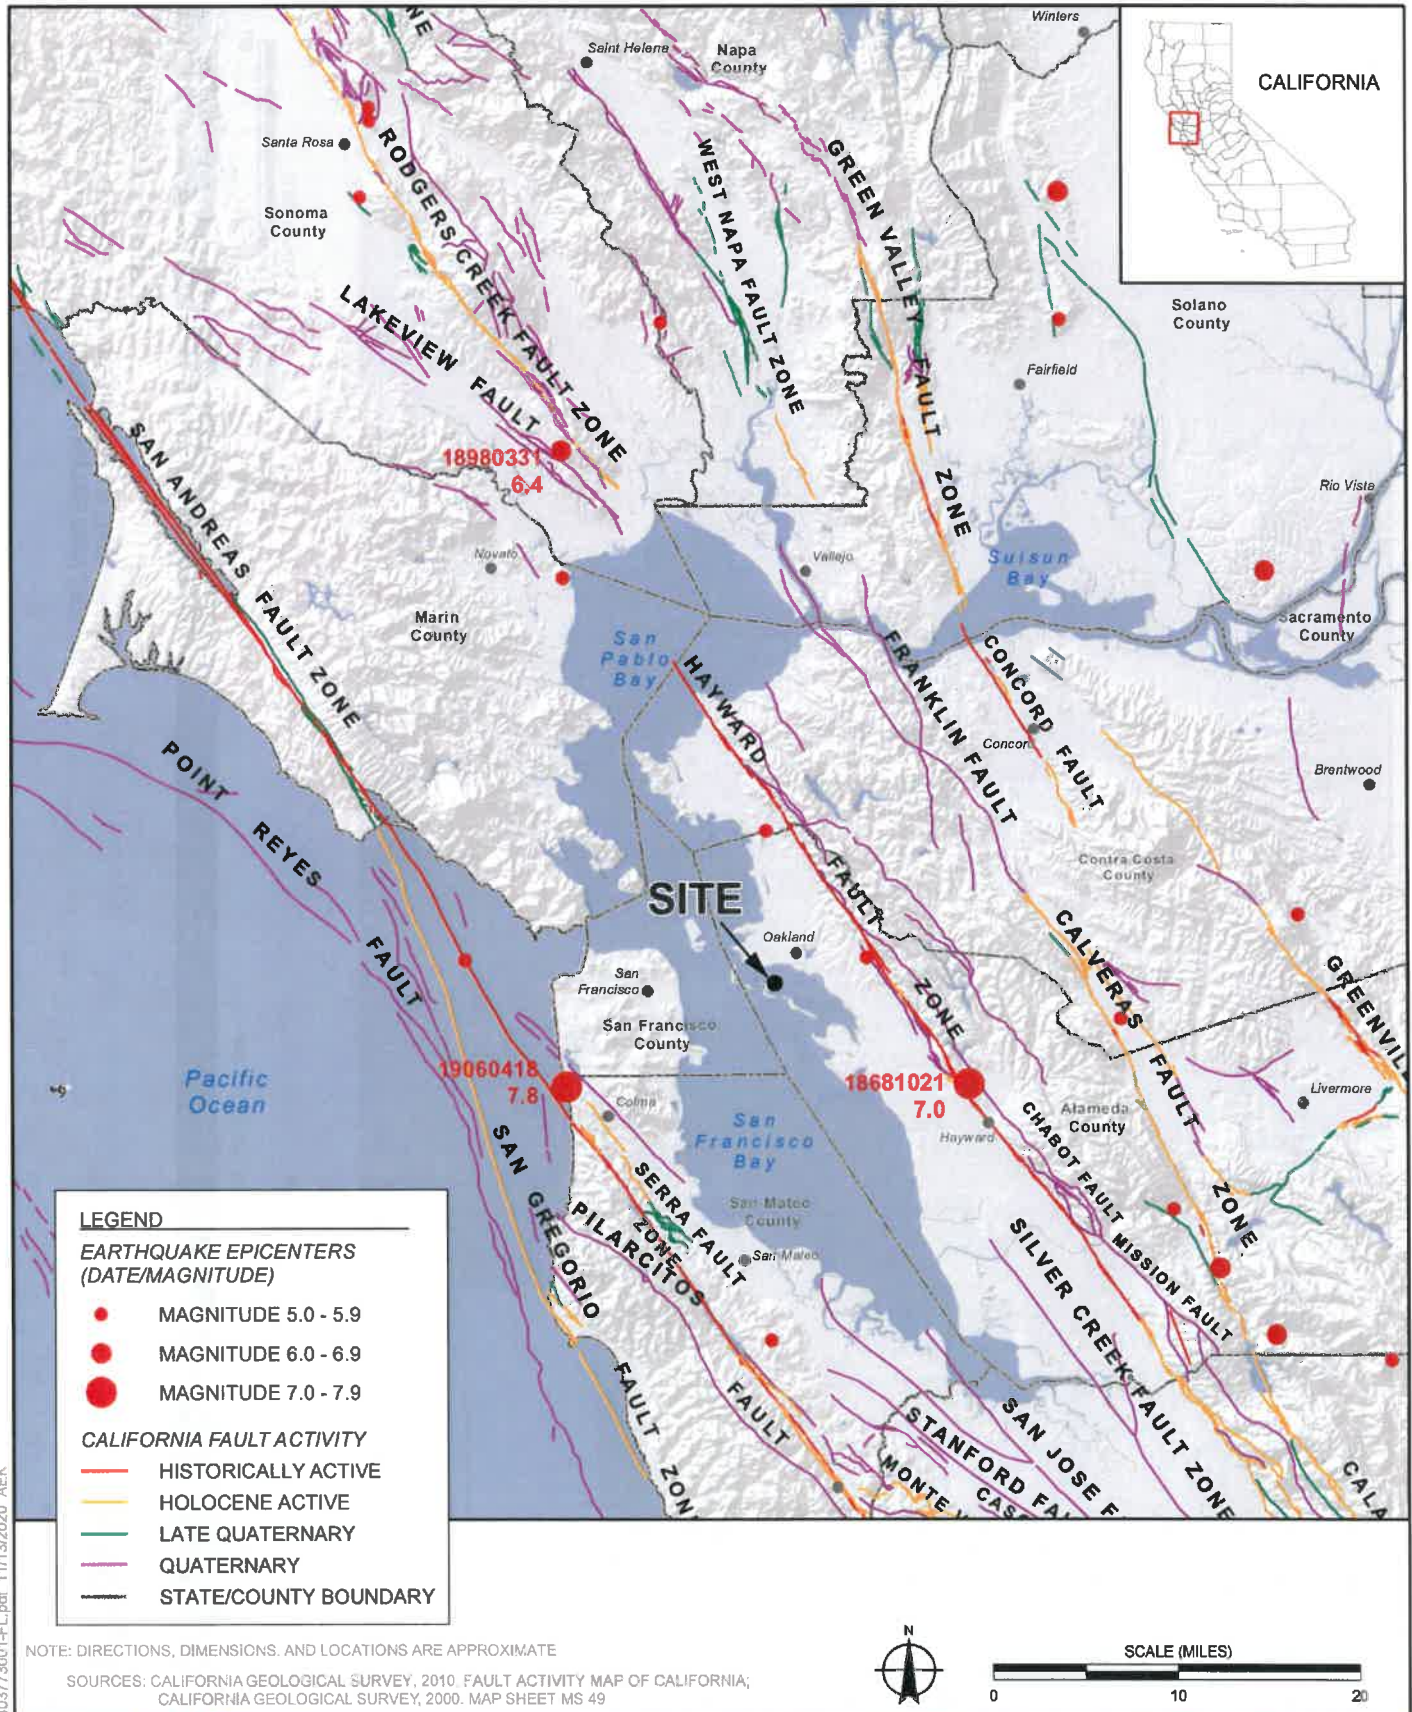 Winters
CALIFORNIA
Saint Helena
Napa
County
NE
Santa Rosa
RODGERS CREEK FAULT ZONE
WEST NAPA FAULT ZONE
GREEN VALLEY FAULT ZONE
Sonoma
County
LAKEVIEW FAULT
Solano
County
Fairfield
18980331
6.4
Rio Vista
SAN ANDREAS FAULT ZONE
Novato
Vallejo
Suisun
Bay
Marin
County
Sacramento
County
San
Pablo
Bay
HAYWARD FAULT ZONE
FRANKLIN FAULT
CONCORD FAULT
Concord
POINT REYES FAULT
Brentwood
Contra Costa
County
SITE
Oakland
CALVERAS FAULT ZONE
GREENVILLE
San
Francisco
San Francisco
County
Pacific
Ocean
19060418
7.8
Colma
18681021
7.0
Hayward
Alameda
County
Livermore
San
Francisco
Bay
CHABOT FAULT
MISSION FAULT
SAN GREGORIO FAULT ZON
SERRA FAULT
ZONE
PILARCITOS FAULT
San Mateo
County
San Mateo
SILVER CREEK FAULT ZONE
SAN JOSE F
STANFORD FAU
CASC
MONTE V
CALA
LEGEND
EARTHQUAKE EPICENTERS
(DATE/MAGNITUDE)
MAGNITUDE 5.0 - 5.9
MAGNITUDE 6.0 - 6.9
MAGNITUDE 7.0 - 7.9
CALIFORNIA FAULT ACTIVITY
HISTORICALLY ACTIVE
HOLOCENE ACTIVE
LATE QUATERNARY
QUATERNARY
STATE/COUNTY BOUNDARY
NOTE: DIRECTIONS, DIMENSIONS. AND LOCATIONS ARE APPROXIMATE
SOURCES: CALIFORNIA GEOLOGICAL SURVEY, 2010. FAULT ACTIVITY MAP OF CALIFORNIA;
CALIFORNIA GEOLOGICAL SURVEY, 2000. MAP SHEET MS 49
N
SCALE (MILES)
0 10 20